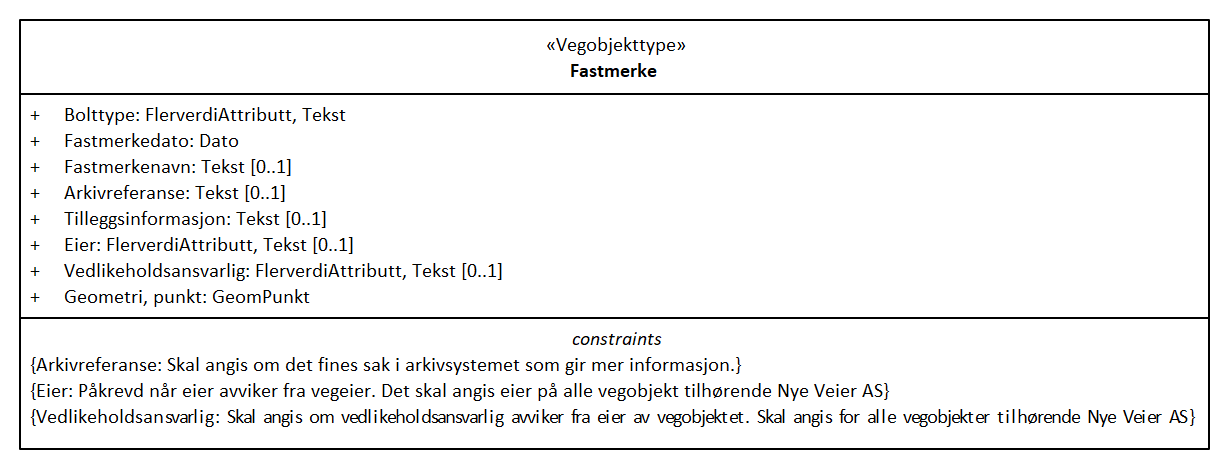 «Vegobjekttype»
Fastmerke
+ Bolttype: FlerverdiAttributt, Tekst
+ Fastmerkedato: Dato
+ Fastmerkenavn: Tekst [0..1]
+ Arkivreferanse: Tekst [0..1]
+ Tilleggsinformasjon: Tekst [0..1]
+ Eier: FlerverdiAttributt, Tekst [0..1]
+ Vedlikeholdsansvarlig: FlerverdiAttributt, Tekst [0..1]
+ Geometri, punkt: GeomPunkt
constraints
{Arkivreferanse: Skal angis om det fines sak i arkivsystemet som gir mer informasjon.}
{Eier: Påkrevd når eier avviker fra vegeier. Det skal angis eier på alle vegobjekt tilhørende Nye Veier AS}
{Vedlikeholdsansvarlig: Skal angis om vedlikeholdsansvarlig avviker fra eier av vegobjektet. Skal angis for alle vegobjekter tilhørende Nye Veier AS}